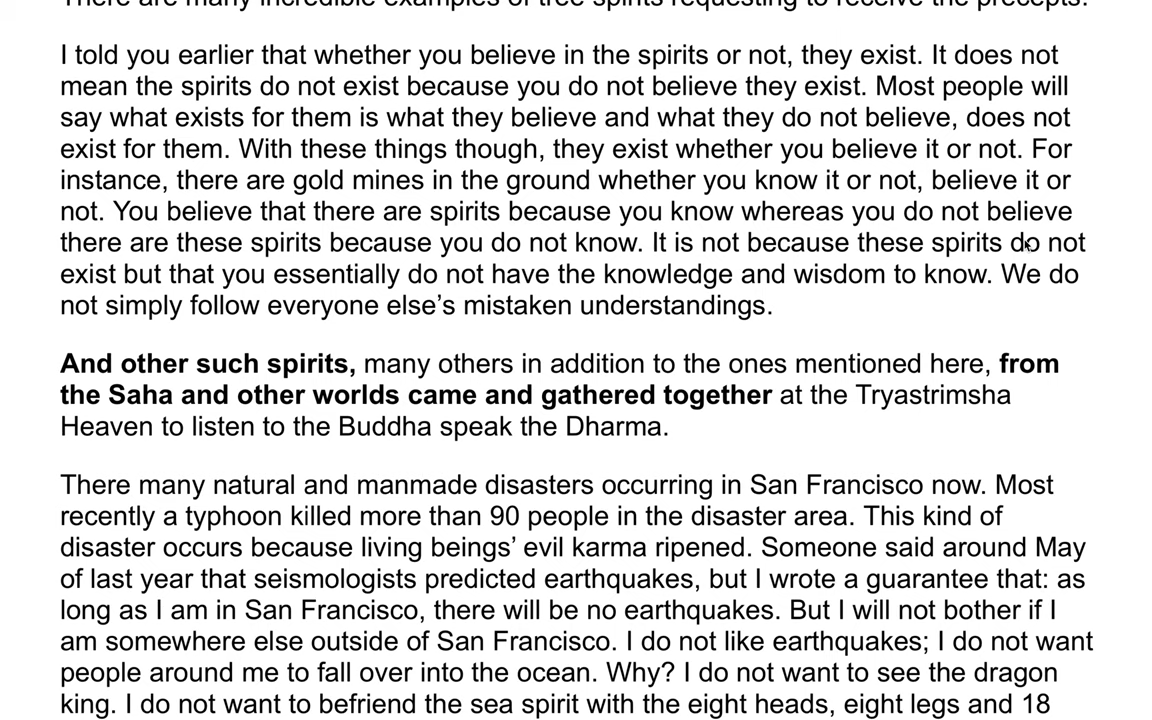 There are many incredible examples of tree spirits requesting to receive the precepts.
I told you earlier that whether you believe in the spirits or not, they exist. It does not
mean the spirits do not exist because you do not believe they exist. Most people will
say what exists for them is what they believe and what they do not believe, does not
exist for them. With these things though, they exist whether you believe it or not. For
instance, there are gold mines in the ground whether you know it or not, believe it or
not. You believe that there are spirits because you know whereas you do not believe
there are these spirits because you do not know. It is not because these spirits do not
exist but that you essentially do not have the knowledge and wisdom to know. We do
not simply follow everyone else’s mistaken understandings.
And other such spirits, many others in addition to the ones mentioned here, from
the Saha and other worlds came and gathered together at the Tryastrimsha
Heaven to listen to the Buddha speak the Dharma.
There many natural and manmade disasters occurring in San Francisco now. Most
recently a typhoon killed more than 90 people in the disaster area. This kind of
disaster occurs because living beings’ evil karma ripened. Someone said around May
of last year that seismologists predicted earthquakes, but I wrote a guarantee that: as
long as I am in San Francisco, there will be no earthquakes. But I will not bother if I
am somewhere else outside of San Francisco. I do not like earthquakes; I do not want
people around me to fall over into the ocean. Why? I do not want to see the dragon
king. I do not want to befriend the sea spirit with the eight heads, eight legs and 18